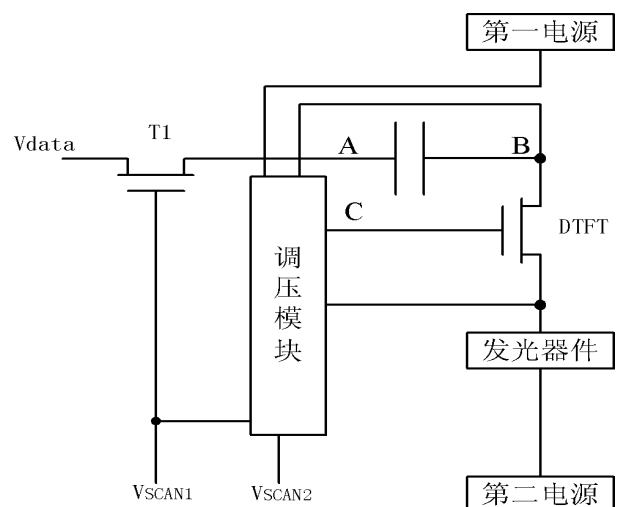 第一电源
T1
Vdata
A
B
C
DTFT
调压模块
发光器件
VSCAN1
VSCAN2
第二电源